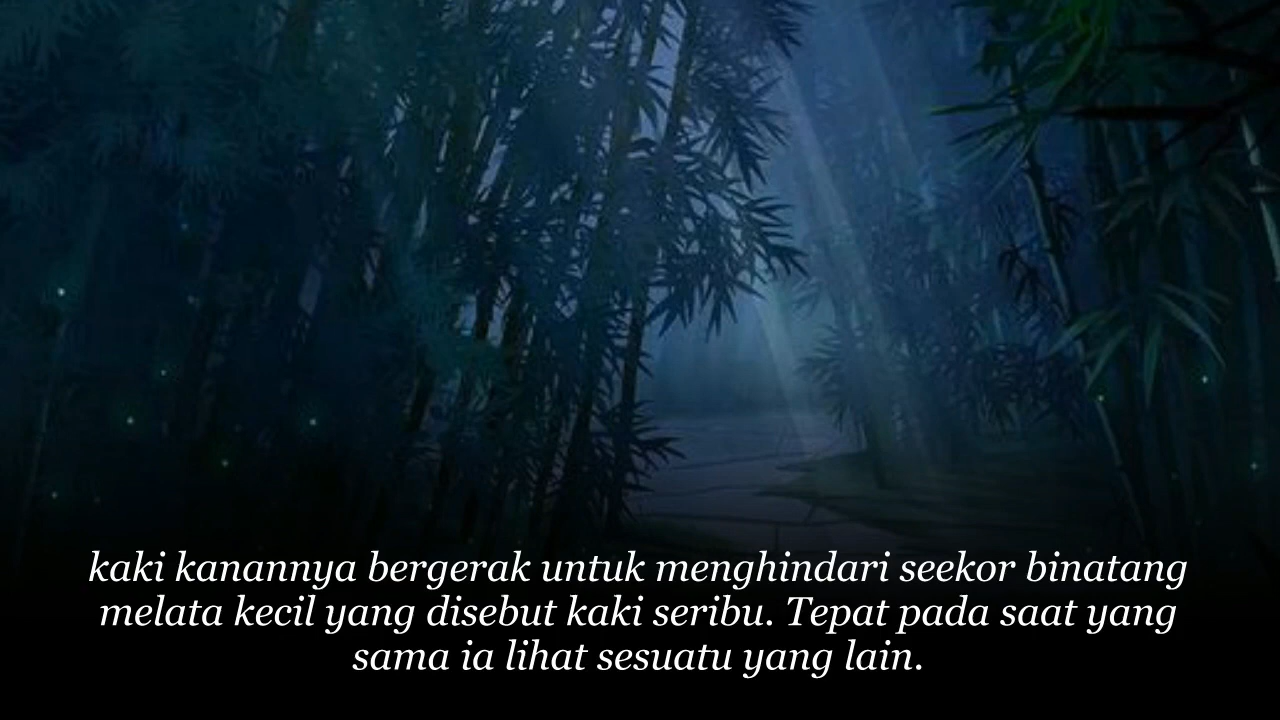 kaki kanannya bergerak untuk menghindari seekor binatang
melata kecil yang disebut kaki seribu. Tepat pada saat yang
sama ia lihat sesuatu yang lain.